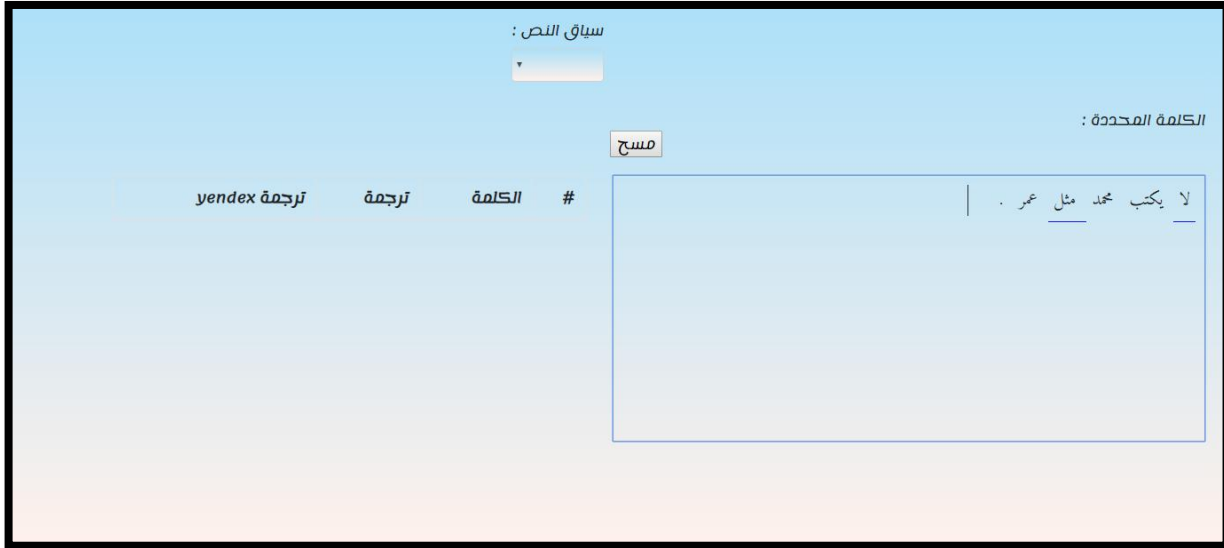 سياق النص :
الكلمة المحددة :
مسح
لا يكتب محمد مثل عمر .
# الكلمة ترجمة ترجمة yendex